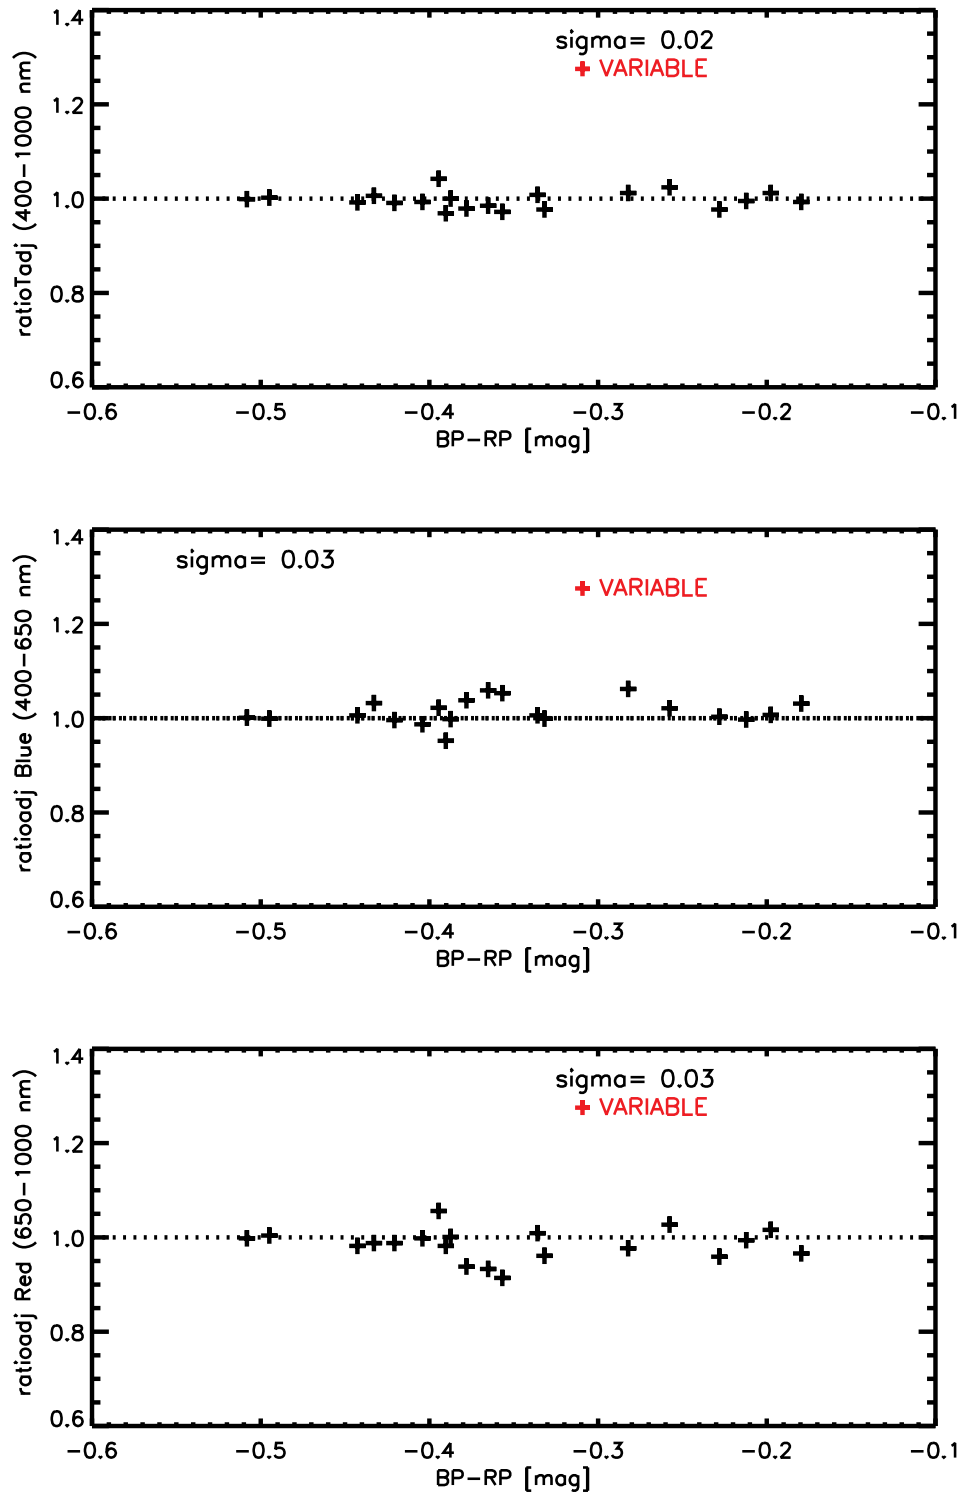 1.4
1.2
1.0
0.8
0.6
ratioTadj (400-1000 nm)
sigma= 0.02
+ VARIABLE
-0.6 -0.5 -0.4 -0.3 -0.2 -0.1
BP-RP [mag]
1.4
1.2
1.0
0.8
0.6
ratioadj Blue (400-650 nm)
sigma= 0.03
+ VARIABLE
-0.6 -0.5 -0.4 -0.3 -0.2 -0.1
BP-RP [mag]
1.4
1.2
1.0
0.8
0.6
ratioadj Red (650-1000 nm)
sigma= 0.03
+ VARIABLE
-0.6 -0.5 -0.4 -0.3 -0.2 -0.1
BP-RP [mag]